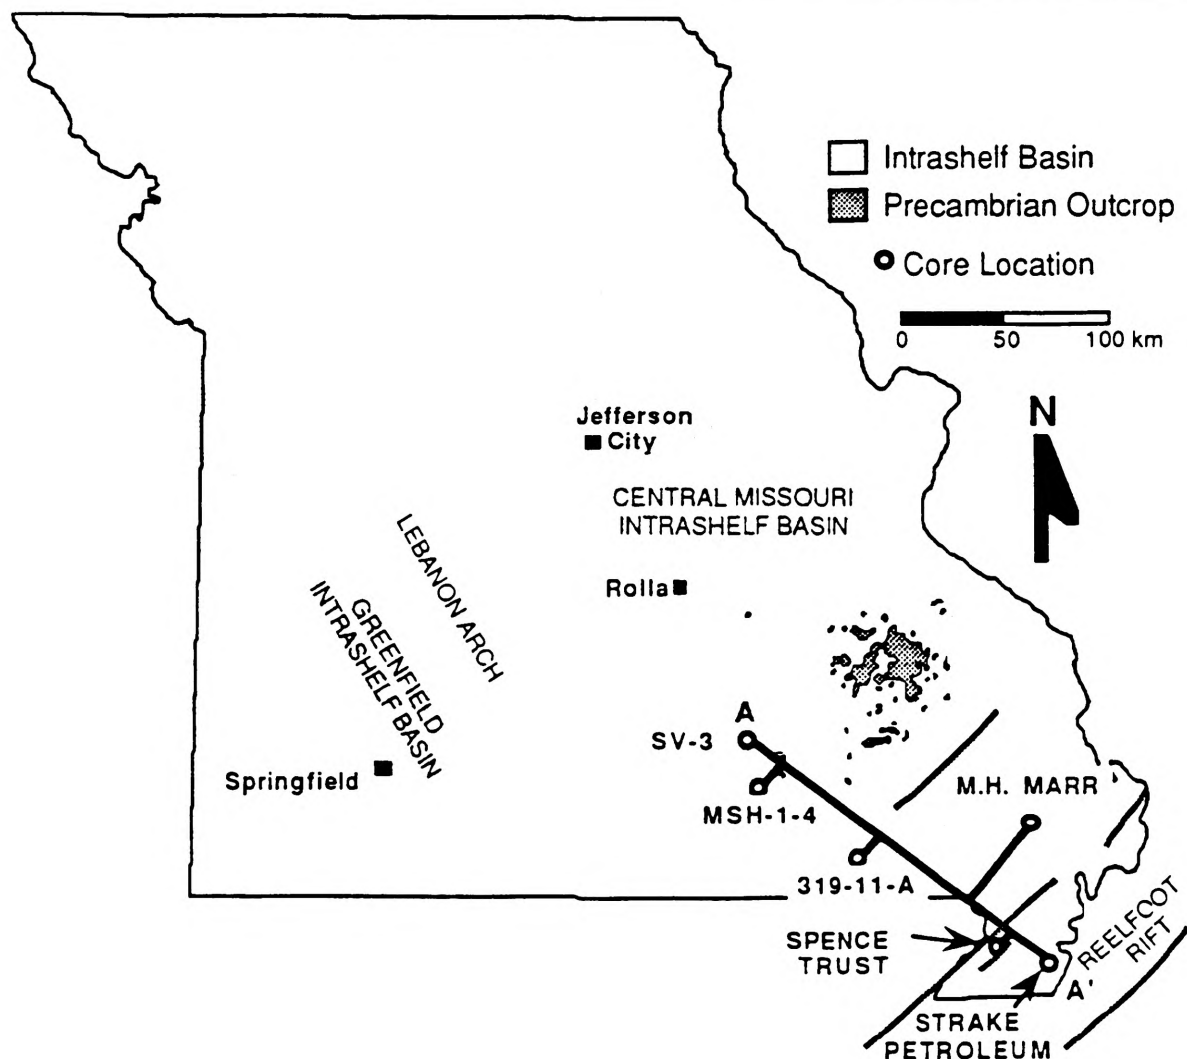 Intrashelf Basin
Precambrian Outcrop
Core Location
0 50 100 km
N
Jefferson
City
CENTRAL MISSOURI
INTRASHELF BASIN
LEBANON ARCH
GREENFIELD
INTRASHELF BASIN
Rolla
Springfield
A
SV-3
MSH-1-4
M.H. MARR
319-11-A
SPENCE
TRUST
REELFOOT
RIFT
A'
STRAKE
PETROLEUM